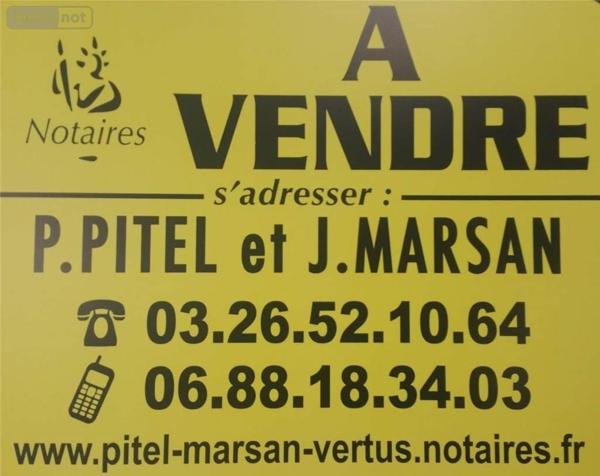 A
VENDRE
Notaires
s'adresser :
P.PITEL et J.MARSAN
03.26.52.10.64
06.88.18.34.03
www.pitel-marsan-vertus.notaires.fr